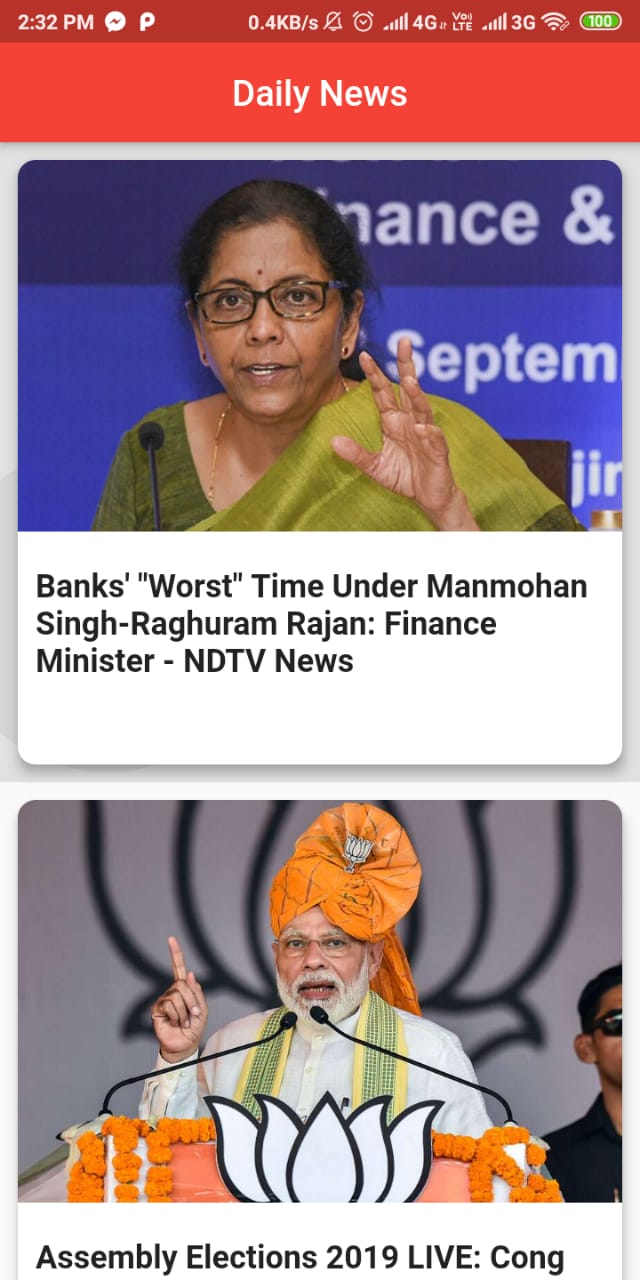 2:32 PM
0.4KB/s
4G
Vo)
LTE
3G
100
Daily News
nance &
Septem
jin
Banks' "Worst" Time Under Manmohan
Singh-Raghuram Rajan: Finance
Minister - NDTV News
Assembly Elections 2019 LIVE: Cong